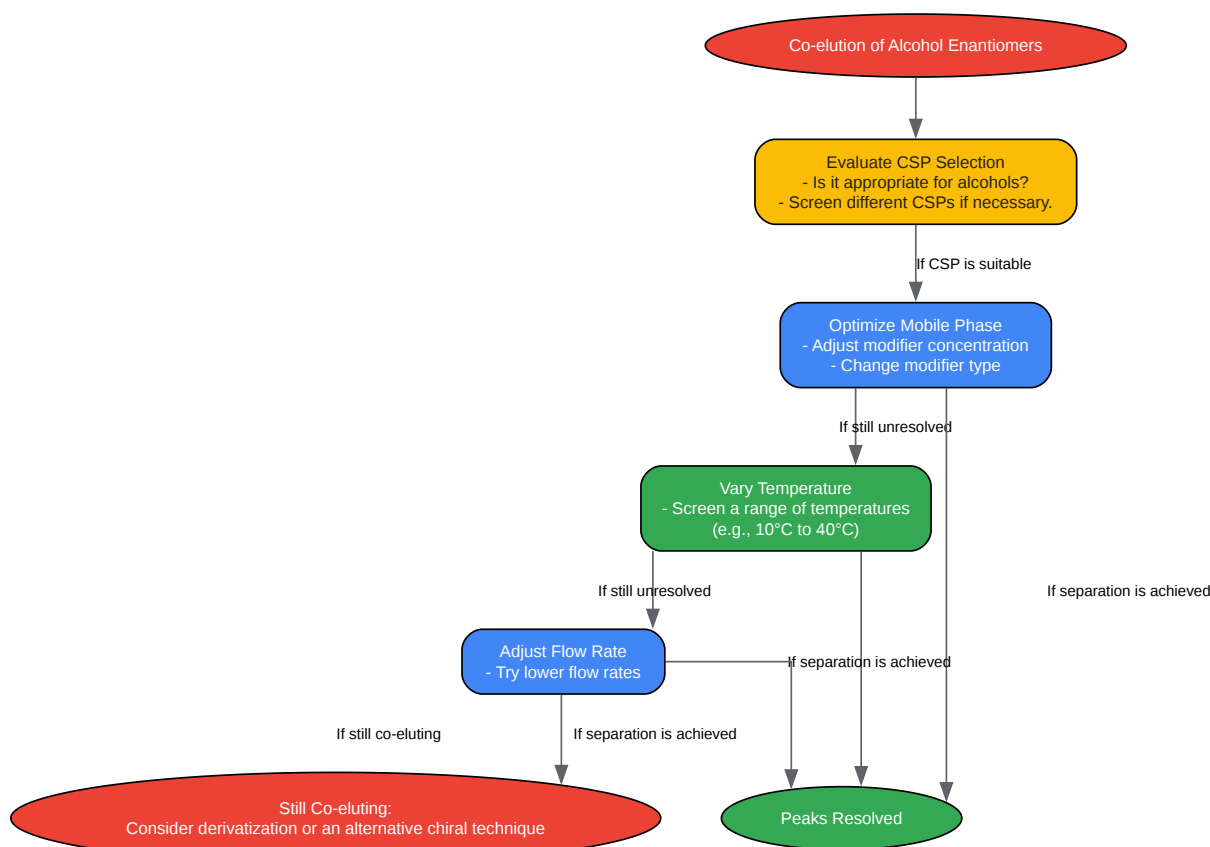 Co-elution of Alcohol Enantiomers
Evaluate CSP Selection
- Is it appropriate for alcohols?
- Screen different CSPs if necessary.
If CSP is suitable
Optimize Mobile Phase
- Adjust modifier concentration
- Change modifier type
If still unresolved
Vary Temperature
- Screen a range of temperatures
(e.g., 10°C to 40°C)
If still unresolved
If separation is achieved
Adjust Flow Rate
- Try lower flow rates
If separation is achieved
If still co-eluting
If separation is achieved
Still Co-eluting:
Consider derivatization or an alternative chiral technique
Peaks Resolved